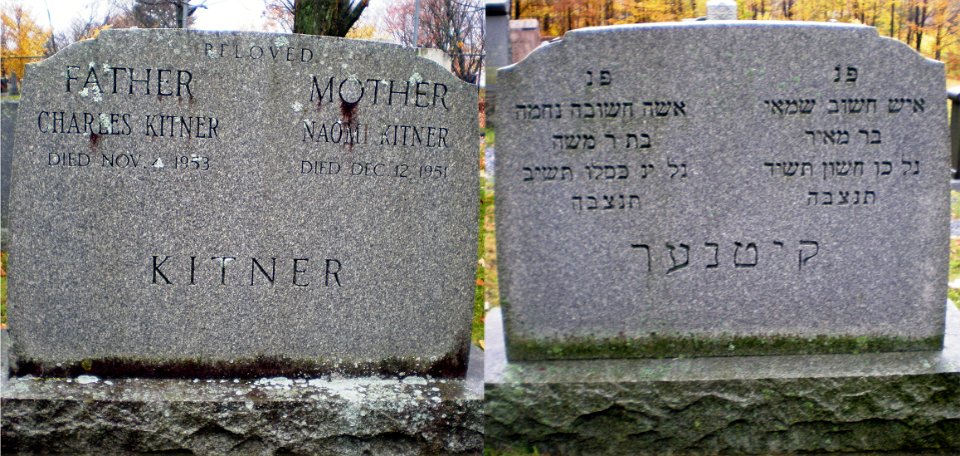 BELOVED
FATHER
CHARLES KITNER
DIED NOV. 4 1953
MOTHER
NAOMI KITNER
DIED DEC. 12, 1951
KITNER
פנ
איש חשוב שמאי
בר מאיר
נל כו חשון תשיד
תנצבה
פנ
אשה חשובה נחמה
בת ר משה
נל יג כסלו תשיב
תנצבה
קיטנער